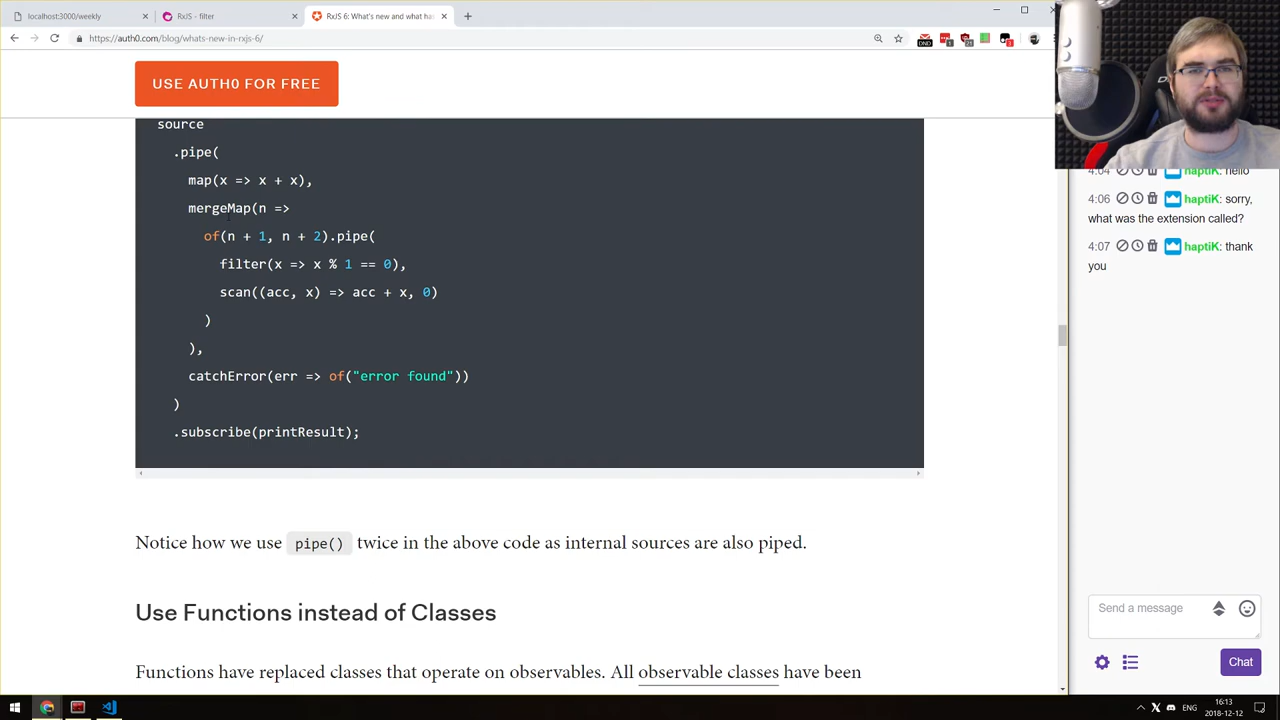 localhost:3000/weekly
RxJS - filter
RxJS 6: What's new and what ha
https://auth0.com/blog/whats-new-in-rxjs-6/
USE AUTH0 FOR FREE
source
.pipe(
map(x => x + x),
mergeMap(n =>
of(n + 1, n + 2).pipe(
filter(x => x % 1 == 0),
scan((acc, x) => acc + x, 0)
)
),
catchError(err => of("error found"))
)
.subscribe(printResult);
Notice how we use pipe() twice in the above code as internal sources are also piped.
Use Functions instead of Classes
Functions have replaced classes that operate on observables. All observable classes have been
4:04 haptiK: hello
4:06 haptiK: sorry,
what was the extension called?
4:07 haptiK: thank
you
Send a message
Chat
ENG
16:13
2018-12-12